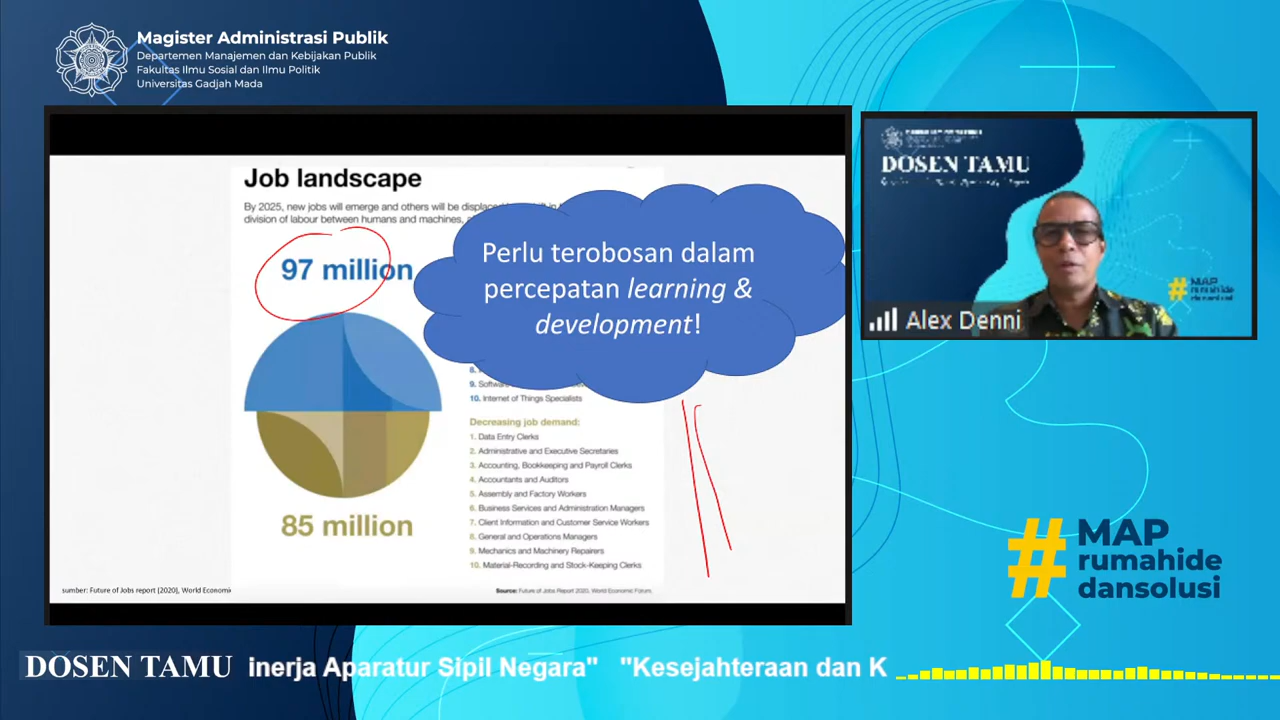 Magister Administrasi Publik
Departemen Manajemen dan Kebijakan Publik
Fakultas Ilmu Sosial dan Ilmu Politik
Universitas Gadjah Mada
Job landscape
By 2025, new jobs will emerge and others will be displaced
division of labour between humans and machines,
97 million
Perlu terobosan dalam
percepatan learning &
development!
8.
9. Software
10. Internet of Things Specialists
Decreasing job demand:
1. Data Entry Clerks
2. Administrative and Executive Secretaries
3. Accounting, Bookkeeping and Payroll Clerks
4. Accountants and Auditors
5. Assembly and Factory Workers
6. Business Services and Administration Managers
7. Client Information and Customer Service Workers
8. General and Operations Managers
9. Mechanics and Machinery Repairers
10. Material-Recording and Stock-Keeping Clerks
85 million
sumber: Future of Jobs report [2020], World Economi
Source: Future of Jobs Report 2020, World Economic Forum.
DOSEN TAMU
#MAP
rumahide
dansolusi
Alex Denni
#MAP
rumahide
dansolusi
DOSEN TAMU inerja Aparatur Sipil Negara" "Kesejahteraan dan K